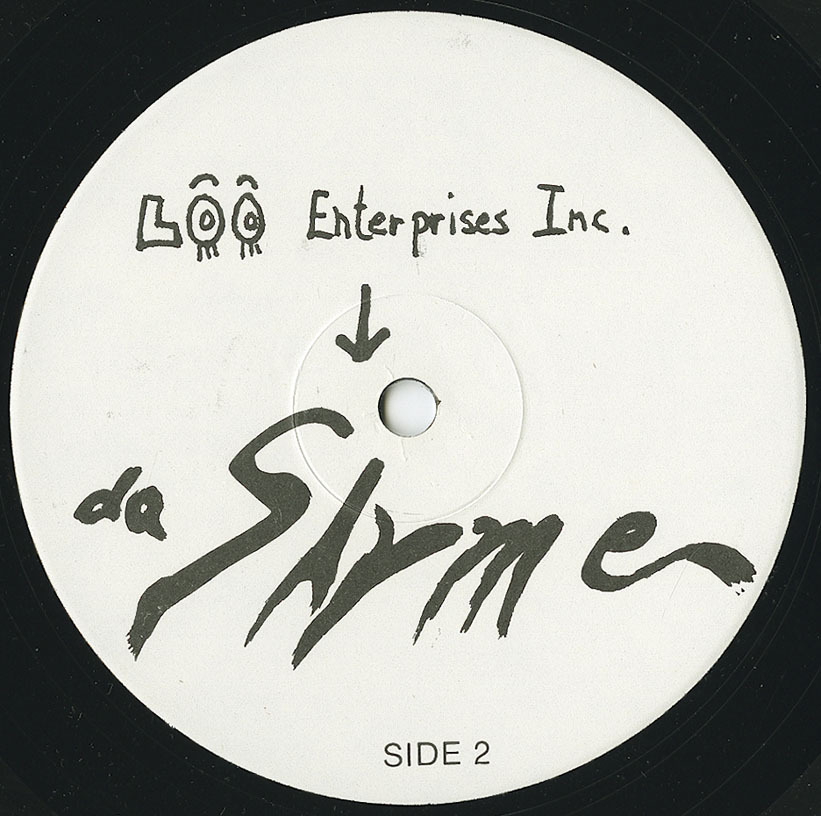 LOO Enterprises Inc.
da Slyme
SIDE 2